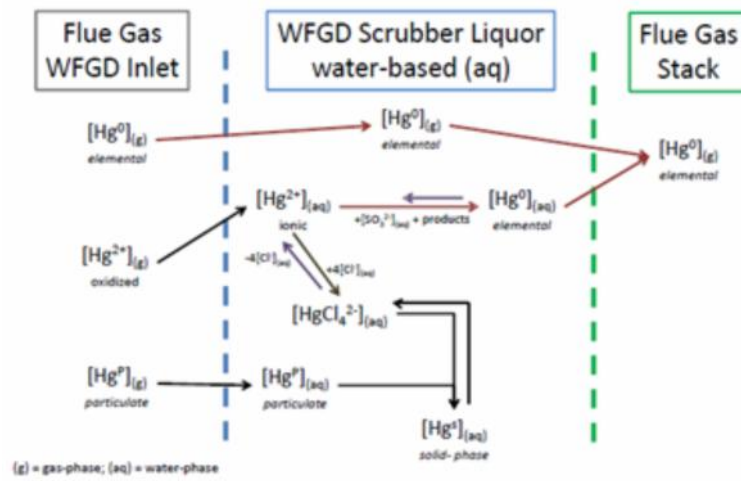 Flue Gas
WFGD Inlet
WFGD Scrubber Liquor
water-based (aq)
Flue Gas
Stack
[Hg⁰](g)
elemental
[Hg⁰](g)
elemental
[Hg⁰](g)
elemental
[Hg²⁺](g)
oxidized
[Hg²⁺](aq)
ionic
+[SO₃²⁻](aq) + products
[Hg⁰](aq)
elemental
-4[Cl⁻](aq)
+4[Cl⁻](aq)
[HgCl₄²⁻](aq)
[Hgᴾ](g)
particulate
[Hgᴾ](aq)
particulate
[Hgˢ](aq)
solid- phase
(g) = gas-phase; (aq) = water-phase